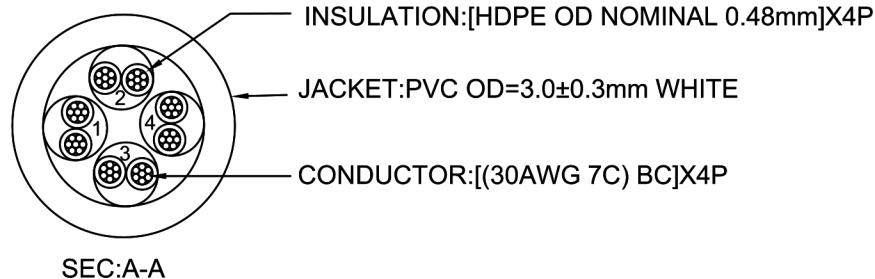 INSULATION:[HDPE OD NOMINAL 0.48mm]X4P
2
JACKET:PVC OD=3.0±0.3mm WHITE
1
4
3
CONDUCTOR:[(30AWG 7C) BC]X4P
SEC:A-A